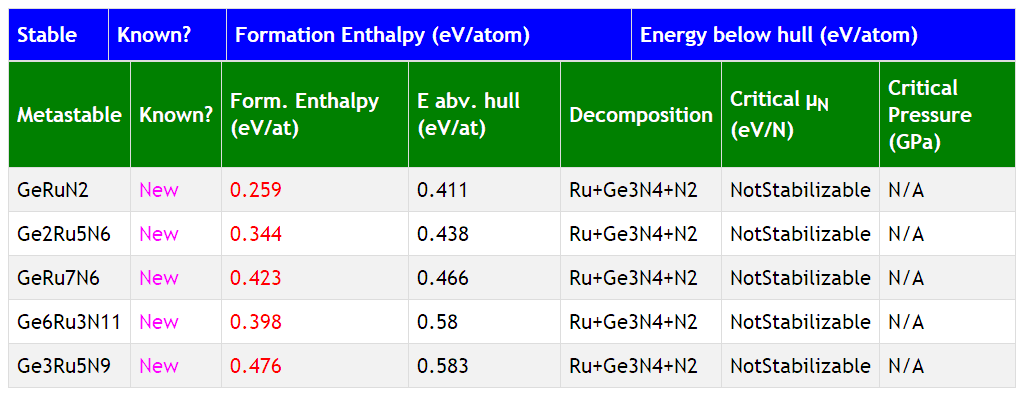 Stable Known? Formation Enthalpy (eV/atom) Energy below hull (eV/atom)
Metastable Known? Form. Enthalpy (eV/at) E abv. hull (eV/at) Decomposition Critical μN (eV/N) Critical Pressure (GPa)
GeRuN2 New 0.259 0.411 Ru+Ge3N4+N2 NotStabilizable N/A
Ge2Ru5N6 New 0.344 0.438 Ru+Ge3N4+N2 NotStabilizable N/A
GeRu7N6 New 0.423 0.466 Ru+Ge3N4+N2 NotStabilizable N/A
Ge6Ru3N11 New 0.398 0.58 Ru+Ge3N4+N2 NotStabilizable N/A
Ge3Ru5N9 New 0.476 0.583 Ru+Ge3N4+N2 NotStabilizable N/A